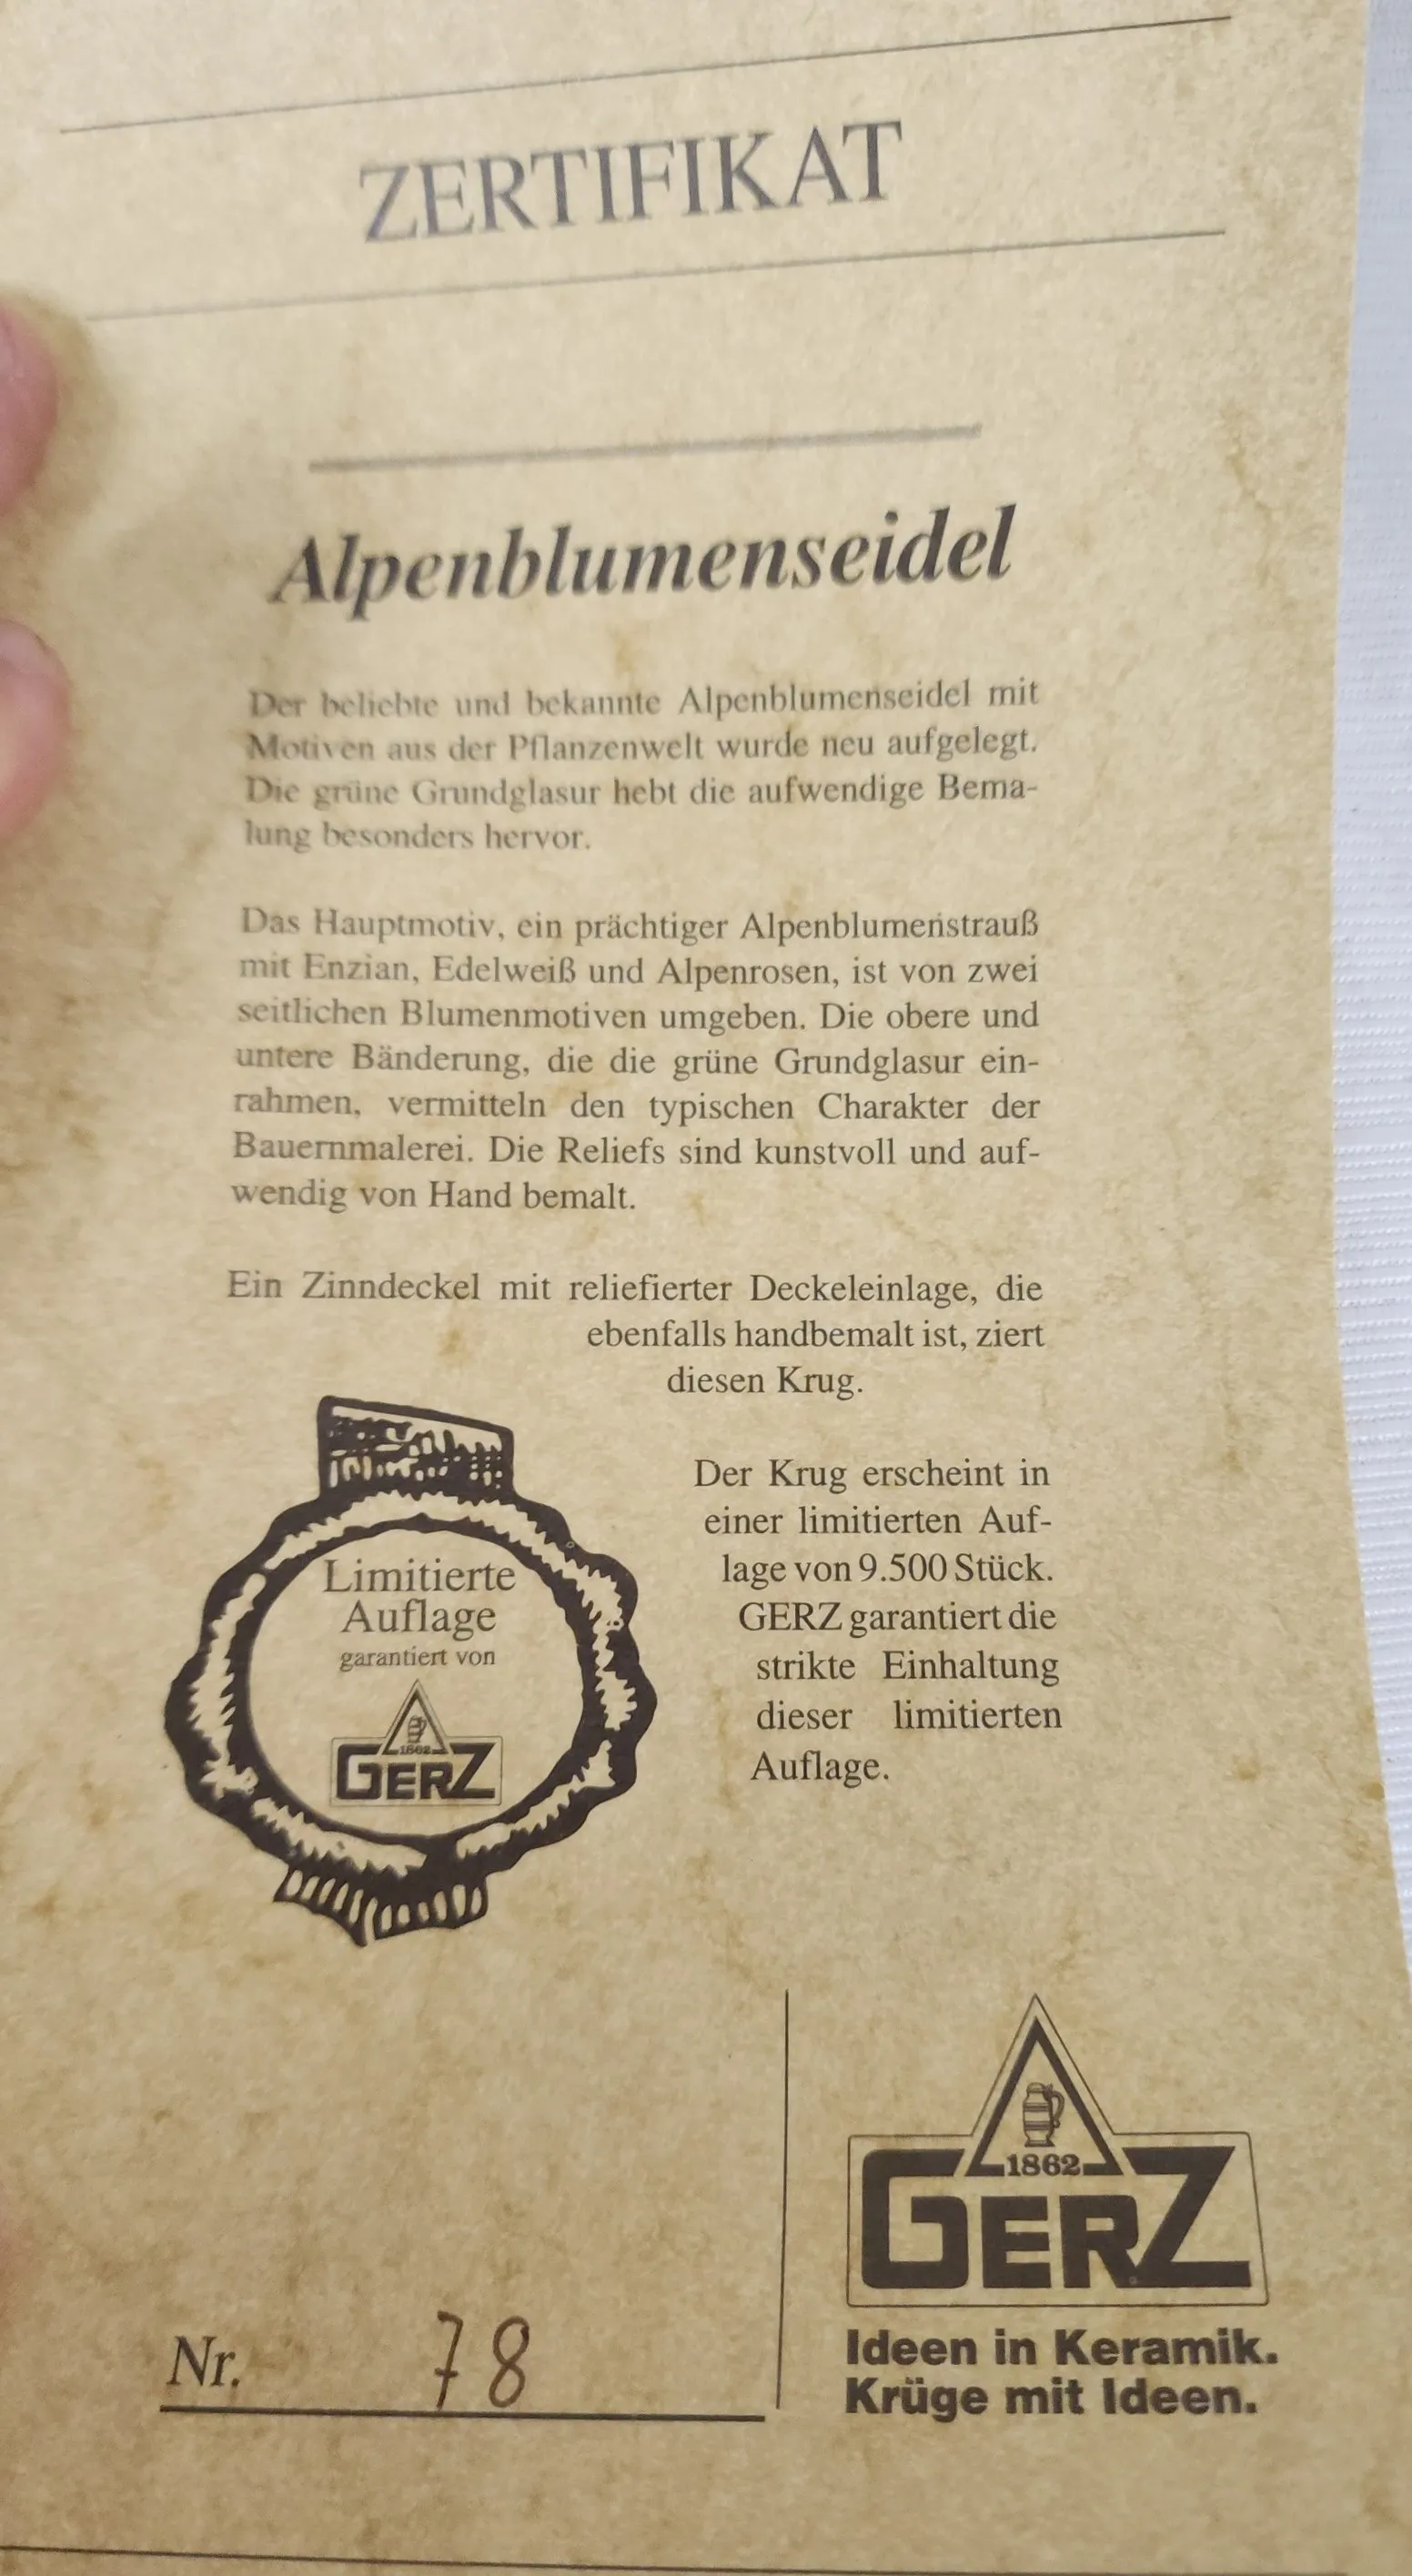 ZERTIFIKAT
Alpenblumenseidel
Der beliebte und bekannte Alpenblumenseidel mit
Motiven aus der Pflanzenwelt wurde neu aufgelegt.
Die grüne Grundglasur hebt die aufwendige Bema-
lung besonders hervor.
Das Hauptmotiv, ein prächtiger Alpenblumenstrauß
mit Enzian, Edelweiß und Alpenrosen, ist von zwei
seitlichen Blumenmotiven umgeben. Die obere und
untere Bänderung, die die grüne Grundglasur ein-
rahmen, vermitteln den typischen Charakter der
Bauernmalerei. Die Reliefs sind kunstvoll und auf-
wendig von Hand bemalt.
Ein Zinndeckel mit reliefierter Deckeleinlage, die
ebenfalls handbemalt ist, ziert
diesen Krug.
Der Krug erscheint in
einer limitierten Auf-
lage von 9.500 Stück.
GERZ garantiert die
strikte Einhaltung
dieser limitierten
Auflage.
Limitierte
Auflage
garantiert von
1862
GERZ
1862
GERZ
Ideen in Keramik.
Krüge mit Ideen.
Nr. 78